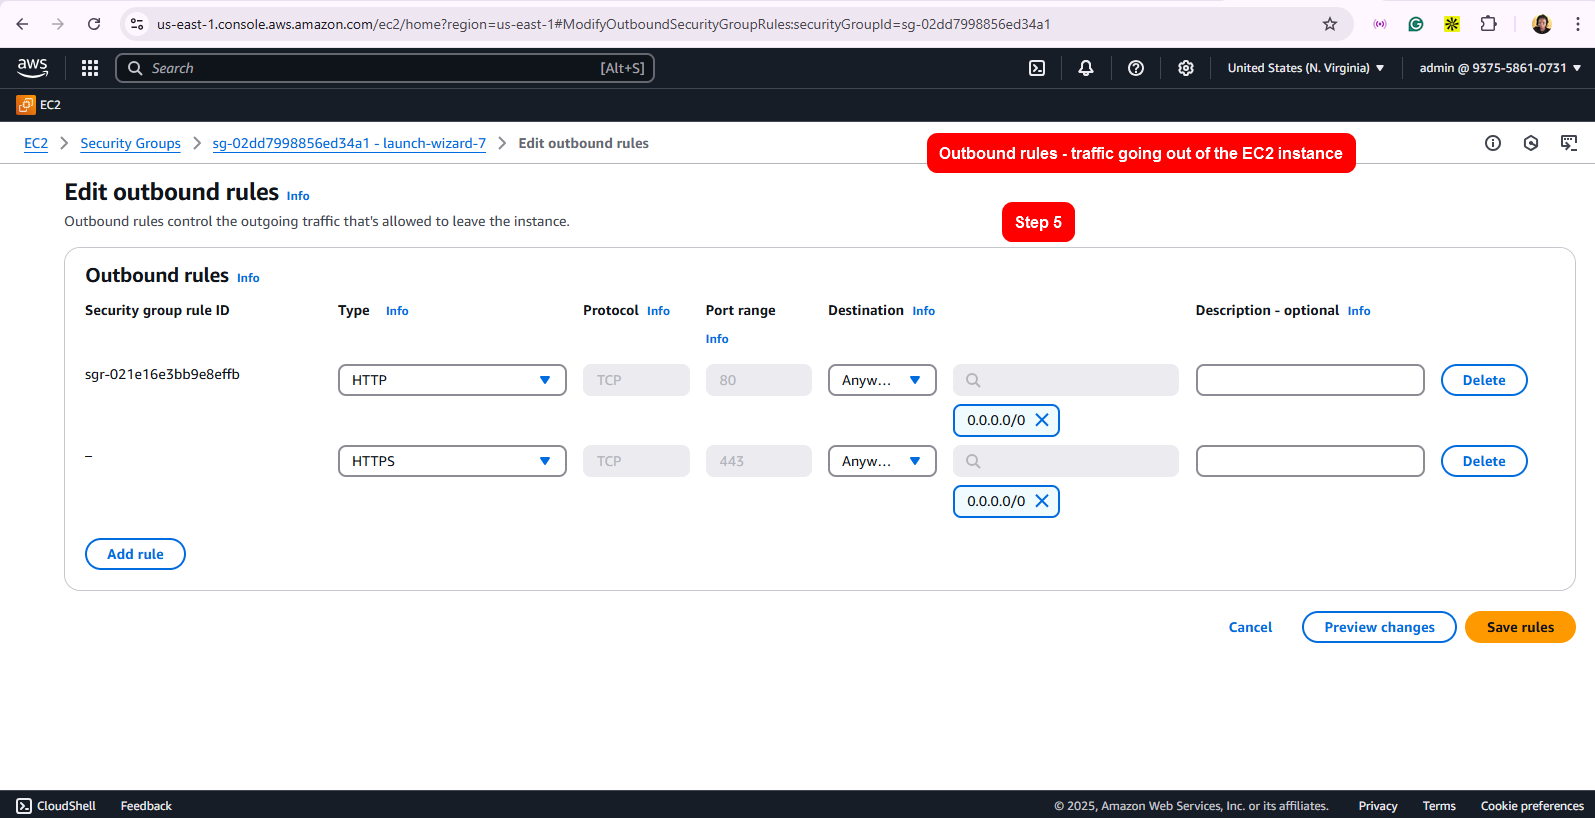 us-east-1.console.aws.amazon.com/ec2/home?region=us-east-1#ModifyOutboundSecurityGroupRules:securityGroupId=sg-02dd7998856ed34a1
aws
Search [Alt+S]
United States (N. Virginia)
admin @ 9375-5861-0731
EC2
EC2 > Security Groups > sg-02dd7998856ed34a1 - launch-wizard-7 > Edit outbound rules
Outbound rules - traffic going out of the EC2 instance
Edit outbound rules Info
Outbound rules control the outgoing traffic that's allowed to leave the instance.
Step 5
Outbound rules Info
Security group rule ID Type Info Protocol Info Port range Info Destination Info Description - optional Info
sgr-021e16e3bb9e8effb HTTP TCP 80 Anyw... Delete
0.0.0.0/0
– HTTPS TCP 443 Anyw... Delete
0.0.0.0/0
Add rule
Cancel Preview changes Save rules
CloudShell Feedback © 2025, Amazon Web Services, Inc. or its affiliates. Privacy Terms Cookie preferences